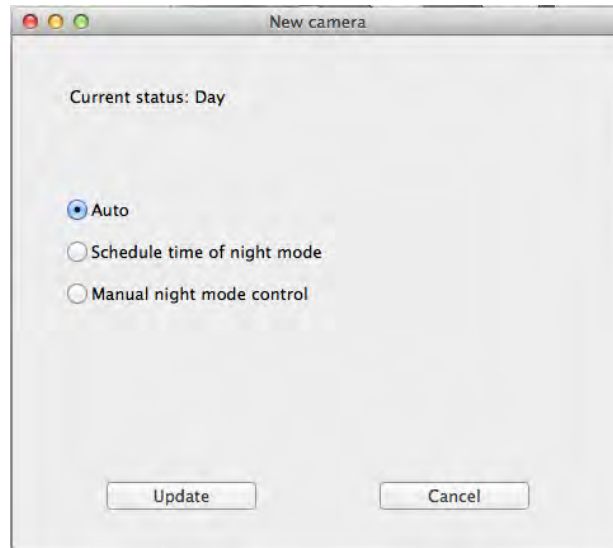 New camera
Current status: Day
Auto
Schedule time of night mode
Manual night mode control
Update Cancel